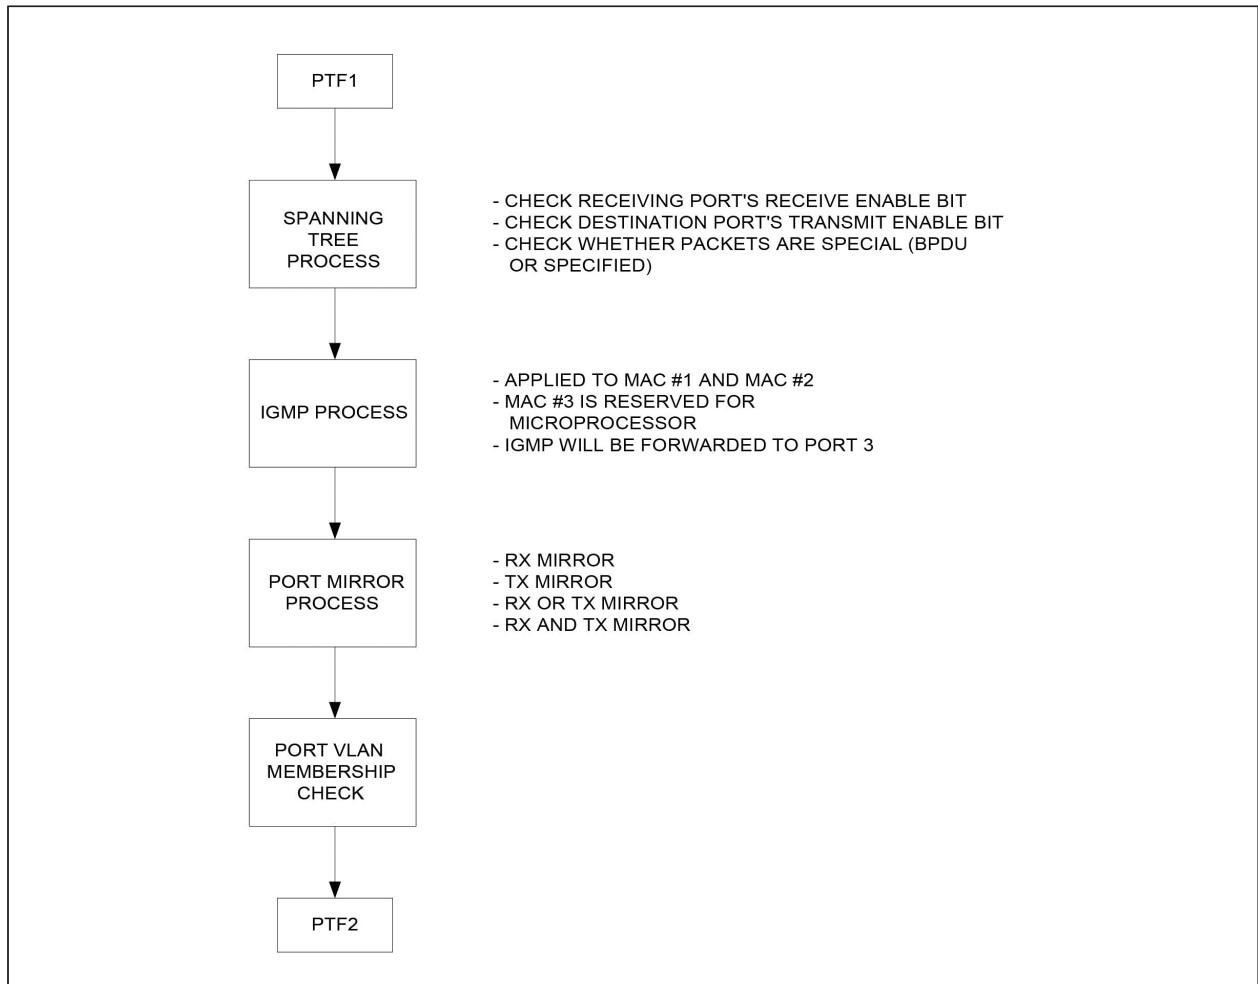 PTF1
SPANNING
TREE
PROCESS
- CHECK RECEIVING PORT'S RECEIVE ENABLE BIT
- CHECK DESTINATION PORT'S TRANSMIT ENABLE BIT
- CHECK WHETHER PACKETS ARE SPECIAL (BPDU
OR SPECIFIED)
IGMP PROCESS
- APPLIED TO MAC #1 AND MAC #2
- MAC #3 IS RESERVED FOR
MICROPROCESSOR
- IGMP WILL BE FORWARDED TO PORT 3
PORT MIRROR
PROCESS
- RX MIRROR
- TX MIRROR
- RX OR TX MIRROR
- RX AND TX MIRROR
PORT VLAN
MEMBERSHIP
CHECK
PTF2